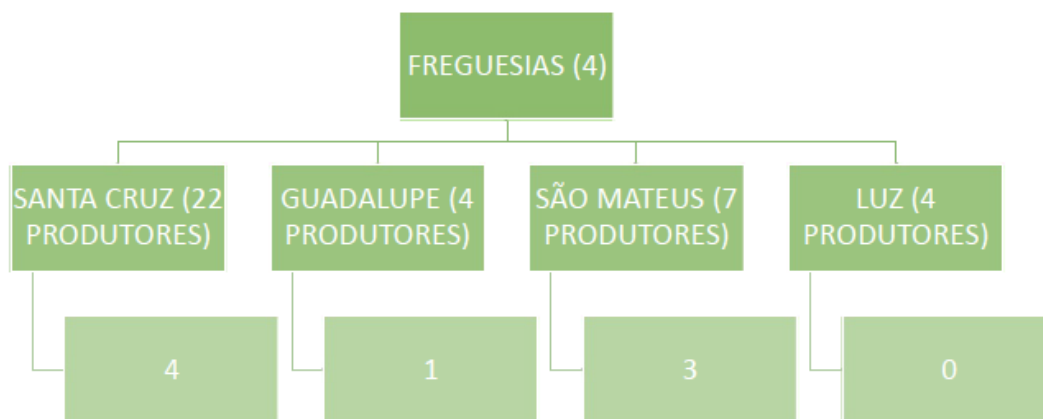 FREGUESIAS (4)
SANTA CRUZ (22
PRODUTORES)
GUADALUPE (4
PRODUTORES)
SÃO MATEUS (7
PRODUTORES)
LUZ (4
PRODUTORES)
4
1
3
0